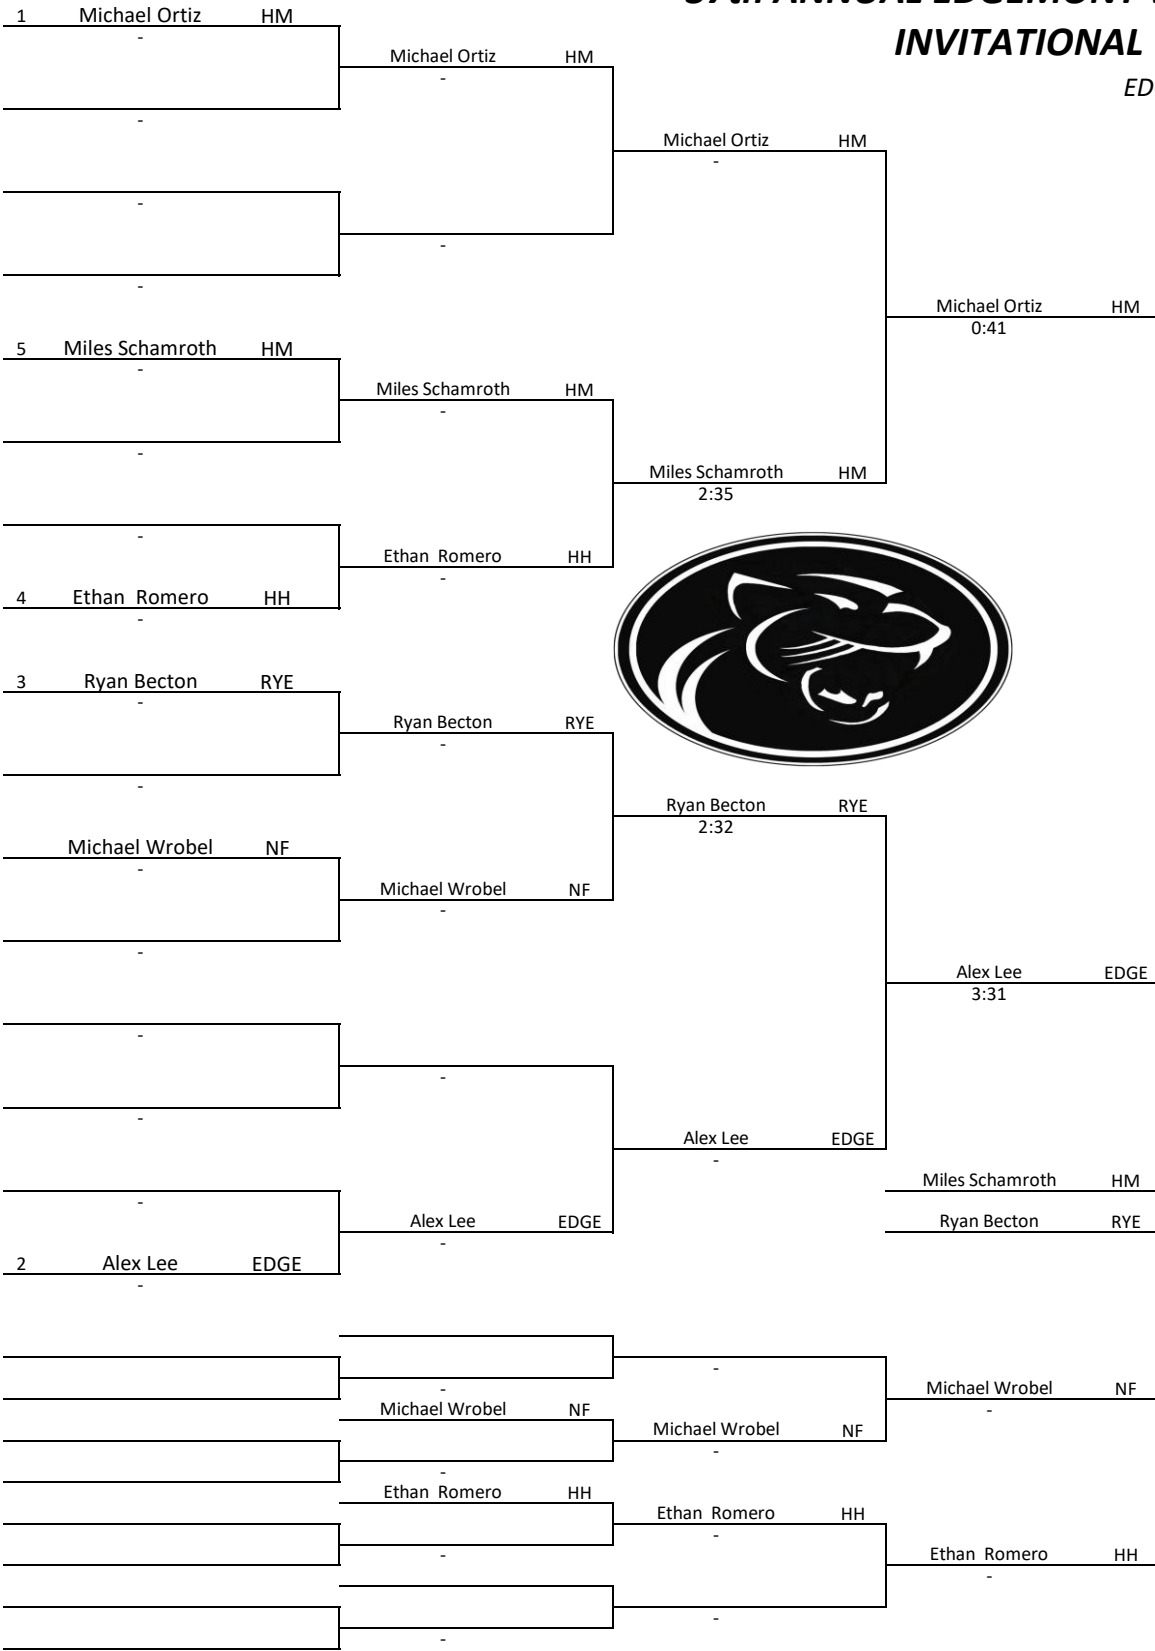 1 Michael Ortiz HM
-
Michael Ortiz HM
-
-
Michael Ortiz HM
-
-
-
-
Michael Ortiz HM
0:41
5 Miles Schamroth HM
-
Miles Schamroth HM
-
-
Miles Schamroth HM
2:35
-
Ethan Romero HH
-
4 Ethan Romero HH
-
3 Ryan Becton RYE
-
Ryan Becton RYE
-
-
Ryan Becton RYE
2:32
Michael Wrobel NF
-
Michael Wrobel NF
-
-
Alex Lee EDGE
3:31
-
-
-
Alex Lee EDGE
-
Miles Schamroth HM
-
Alex Lee EDGE
-
Ryan Becton RYE
2 Alex Lee EDGE
-
-
-
Michael Wrobel NF
Michael Wrobel NF
-
Michael Wrobel NF
-
-
Ethan Romero HH
Ethan Romero HH
-
-
Ethan Romero HH
-
-
-
ANNUAL
INVITATIONAL